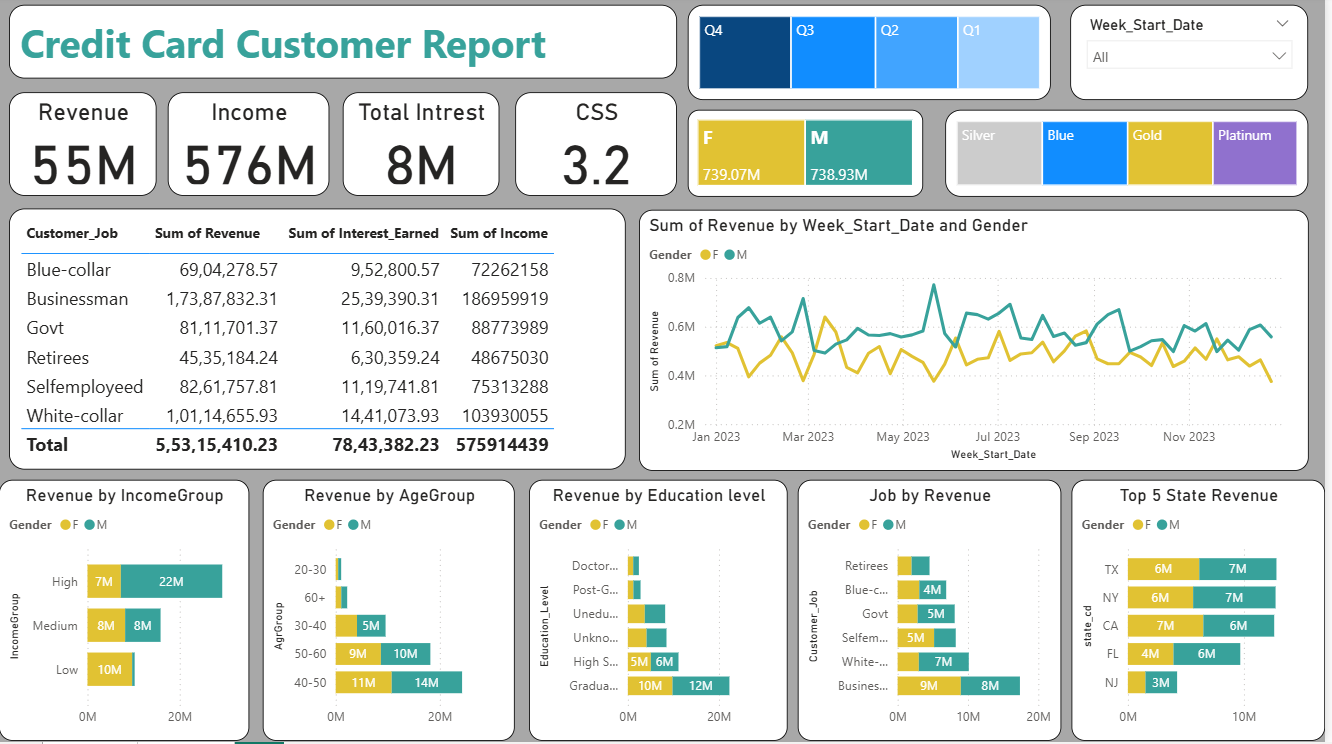 Credit Card Customer Report
Q4 Q3 Q2 Q1
Week_Start_Date
All
Revenue
55M
Income
576M
Total Intrest
8M
CSS
3.2
F
739.07M
M
738.93M
Silver Blue Gold Platinum
Customer_Job Sum of Revenue Sum of Interest_Earned Sum of Income
Blue-collar 69,04,278.57 9,52,800.57 72262158
Businessman 1,73,87,832.31 25,39,390.31 186959919
Govt 81,11,701.37 11,60,016.37 88773989
Retirees 45,35,184.24 6,30,359.24 48675030
Selfemployeed 82,61,757.81 11,19,741.81 75313288
White-collar 1,01,14,655.93 14,41,073.93 103930055
Total 5,53,15,410.23 78,43,382.23 575914439
Sum of Revenue by Week_Start_Date and Gender
Gender F M
Sum of Revenue
0.8M
0.6M
0.4M
0.2M
Jan 2023 Mar 2023 May 2023 Jul 2023 Sep 2023 Nov 2023
Week_Start_Date
Revenue by IncomeGroup
Gender F M
IncomeGroup
High 7M 22M
Medium 8M 8M
Low 10M
0M 20M
Revenue by AgeGroup
Gender F M
AgrGroup
20-30
60+
30-40 5M
50-60 9M 10M
40-50 11M 14M
0M 20M
Revenue by Education level
Gender F M
Education_Level
Doctor...
Post-G...
Unedu...
Unkno...
High S... 5M 6M
Gradua... 10M 12M
0M 20M
Job by Revenue
Gender F M
Customer_Job
Retirees
Blue-c... 4M
Govt 5M
Selfem... 5M
White-... 7M
Busines... 9M 8M
0M 10M 20M
Top 5 State Revenue
Gender F M
state_cd
TX 6M 7M
NY 6M 7M
CA 7M 6M
FL 4M 6M
NJ 3M
0M 10M